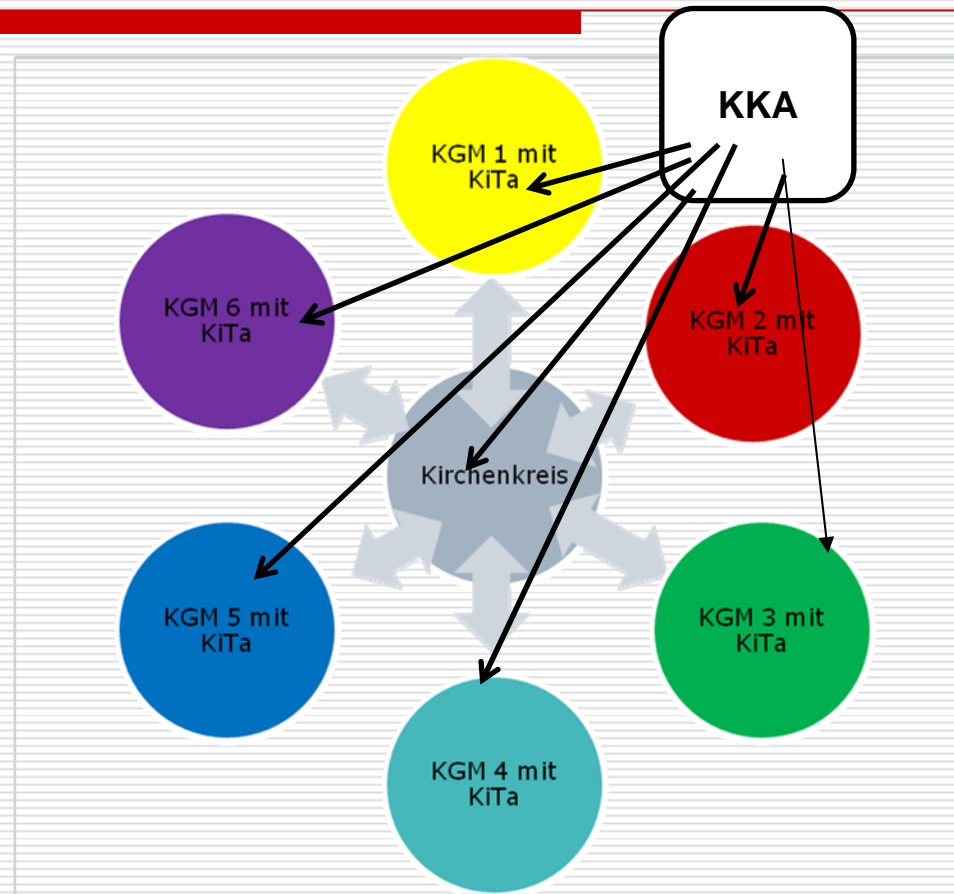 KKA
KGM 1 mit
KiTa
KGM 6 mit
KiTa
KGM 2 mit
KiTa
Kirchenkreis
KGM 5 mit
KiTa
KGM 3 mit
KiTa
KGM 4 mit
KiTa